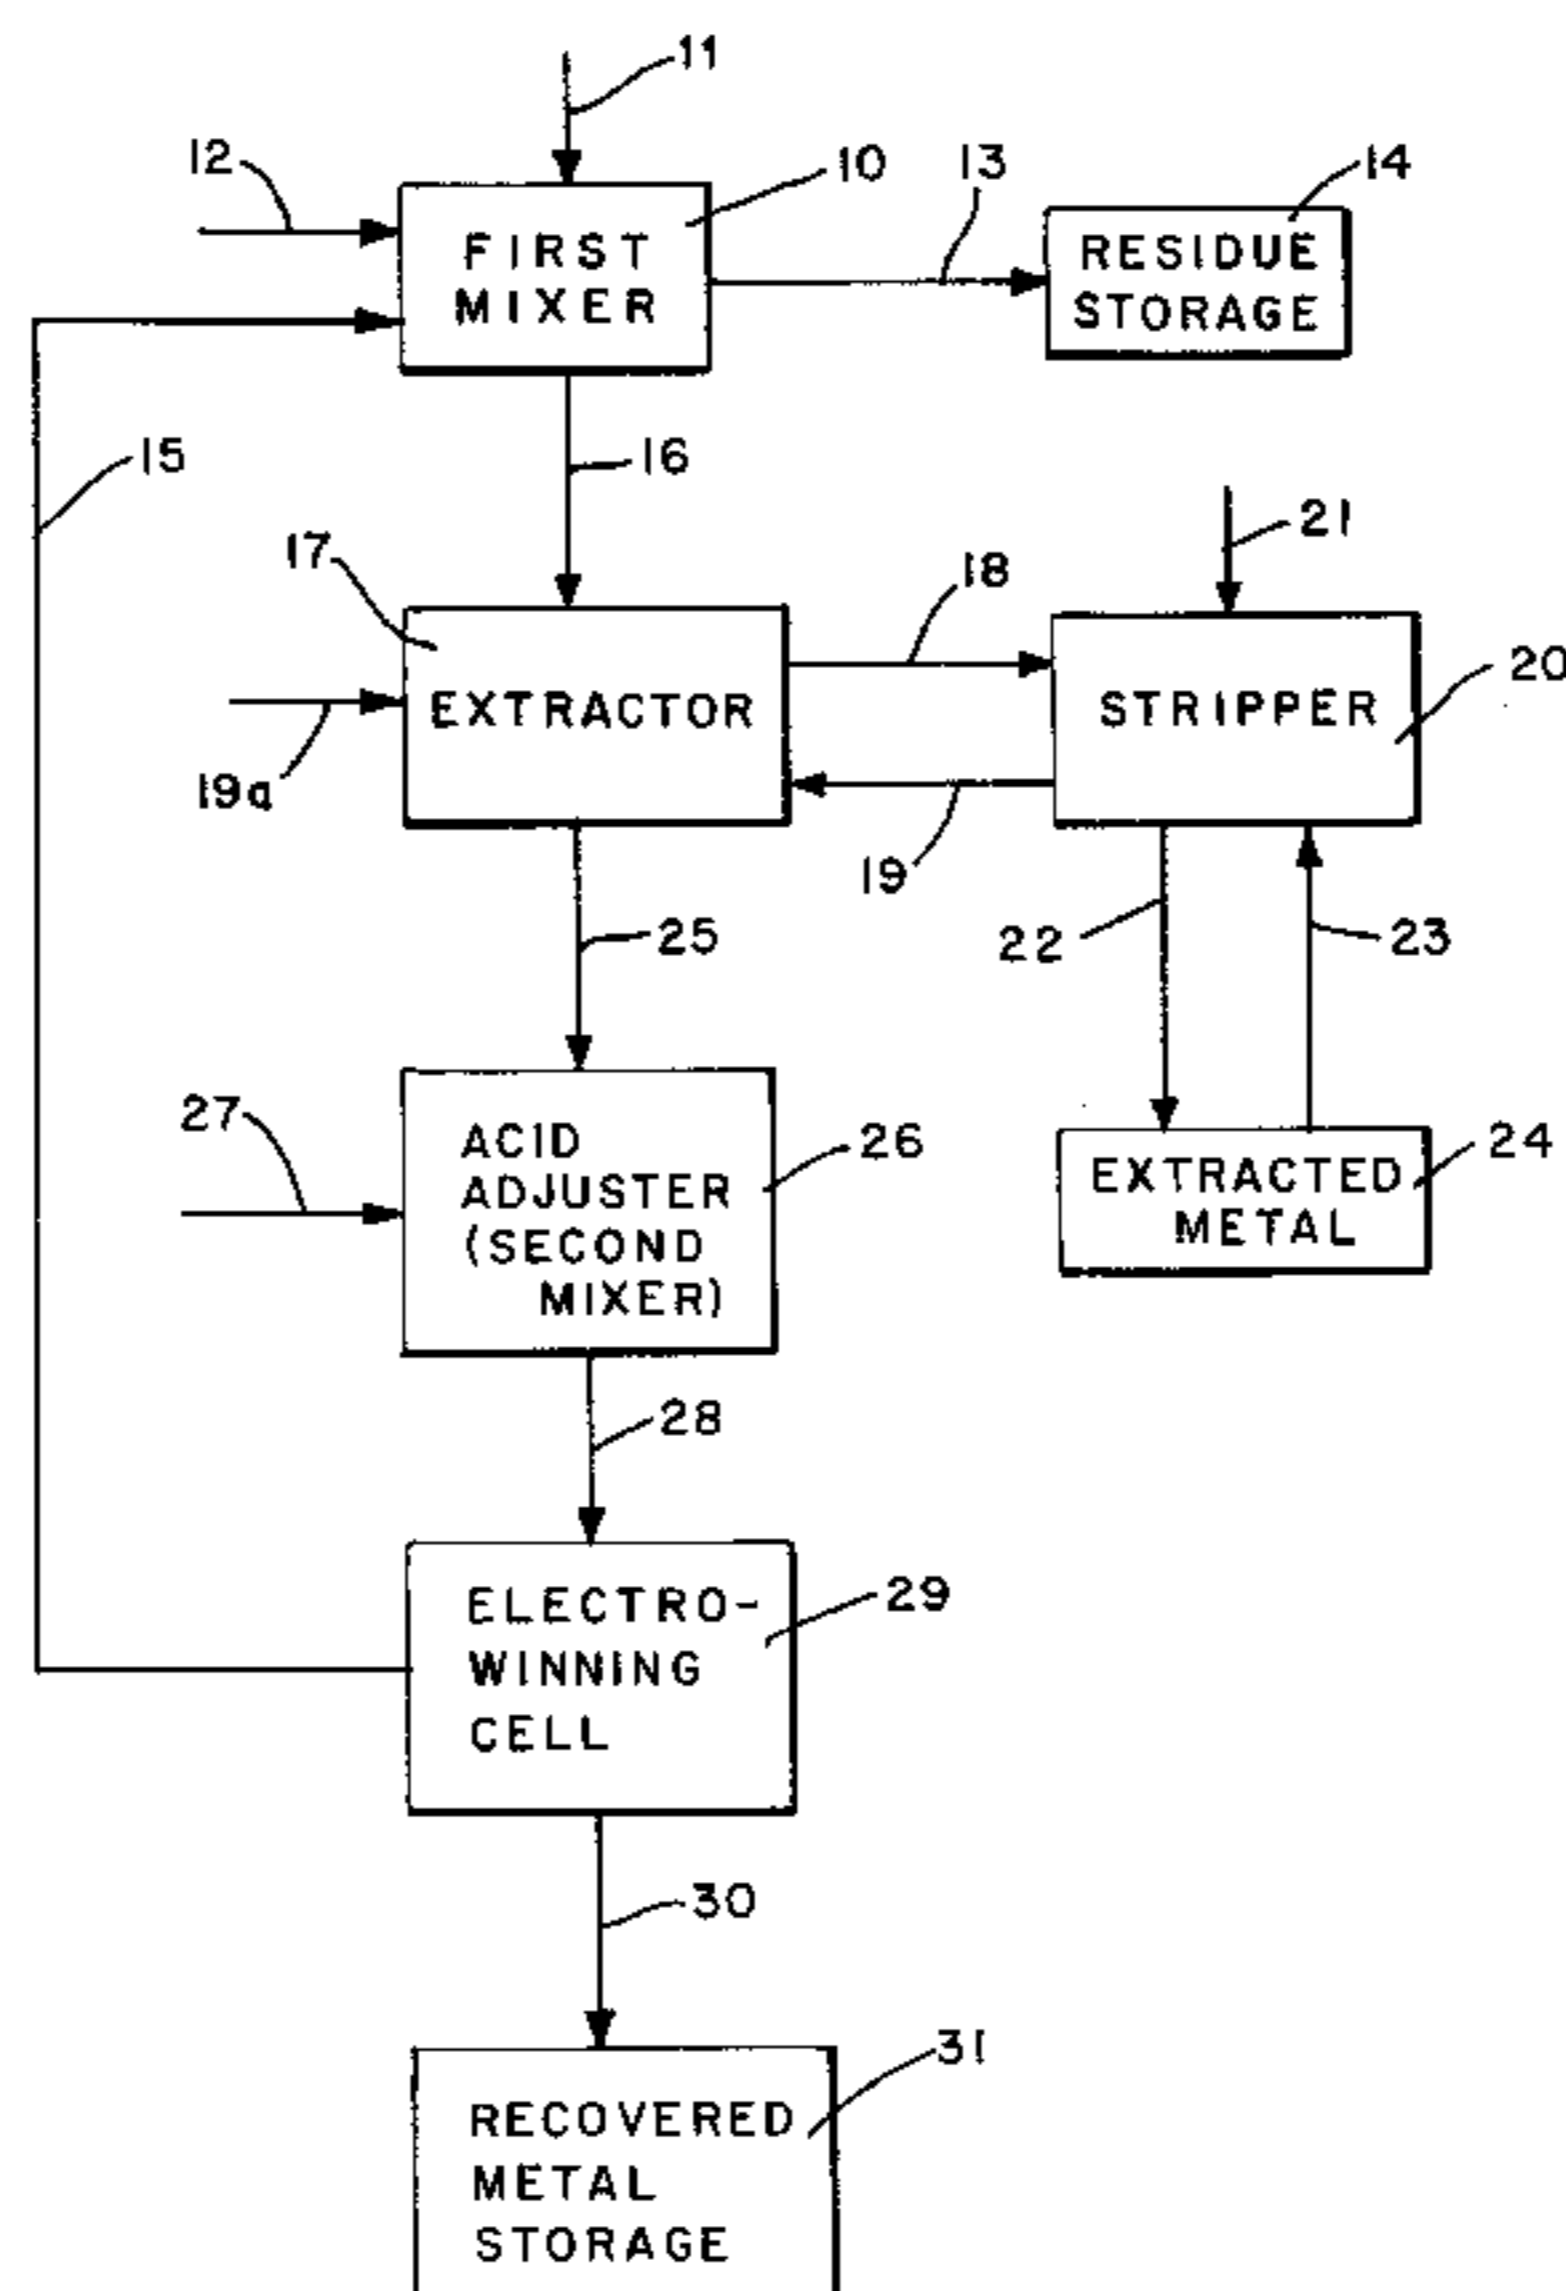 11
12
10
13
14
FIRST
MIXER
RESIDUE
STORAGE
15
16
21
17
18
20
EXTRACTOR
STRIPPER
19a
19
25
22
23
27
ACID
ADJUSTER
(SECOND
MIXER)
26
EXTRACTED
METAL
24
28
ELECTRO-
WINNING
CELL
29
30
31
RECOVERED
METAL
STORAGE